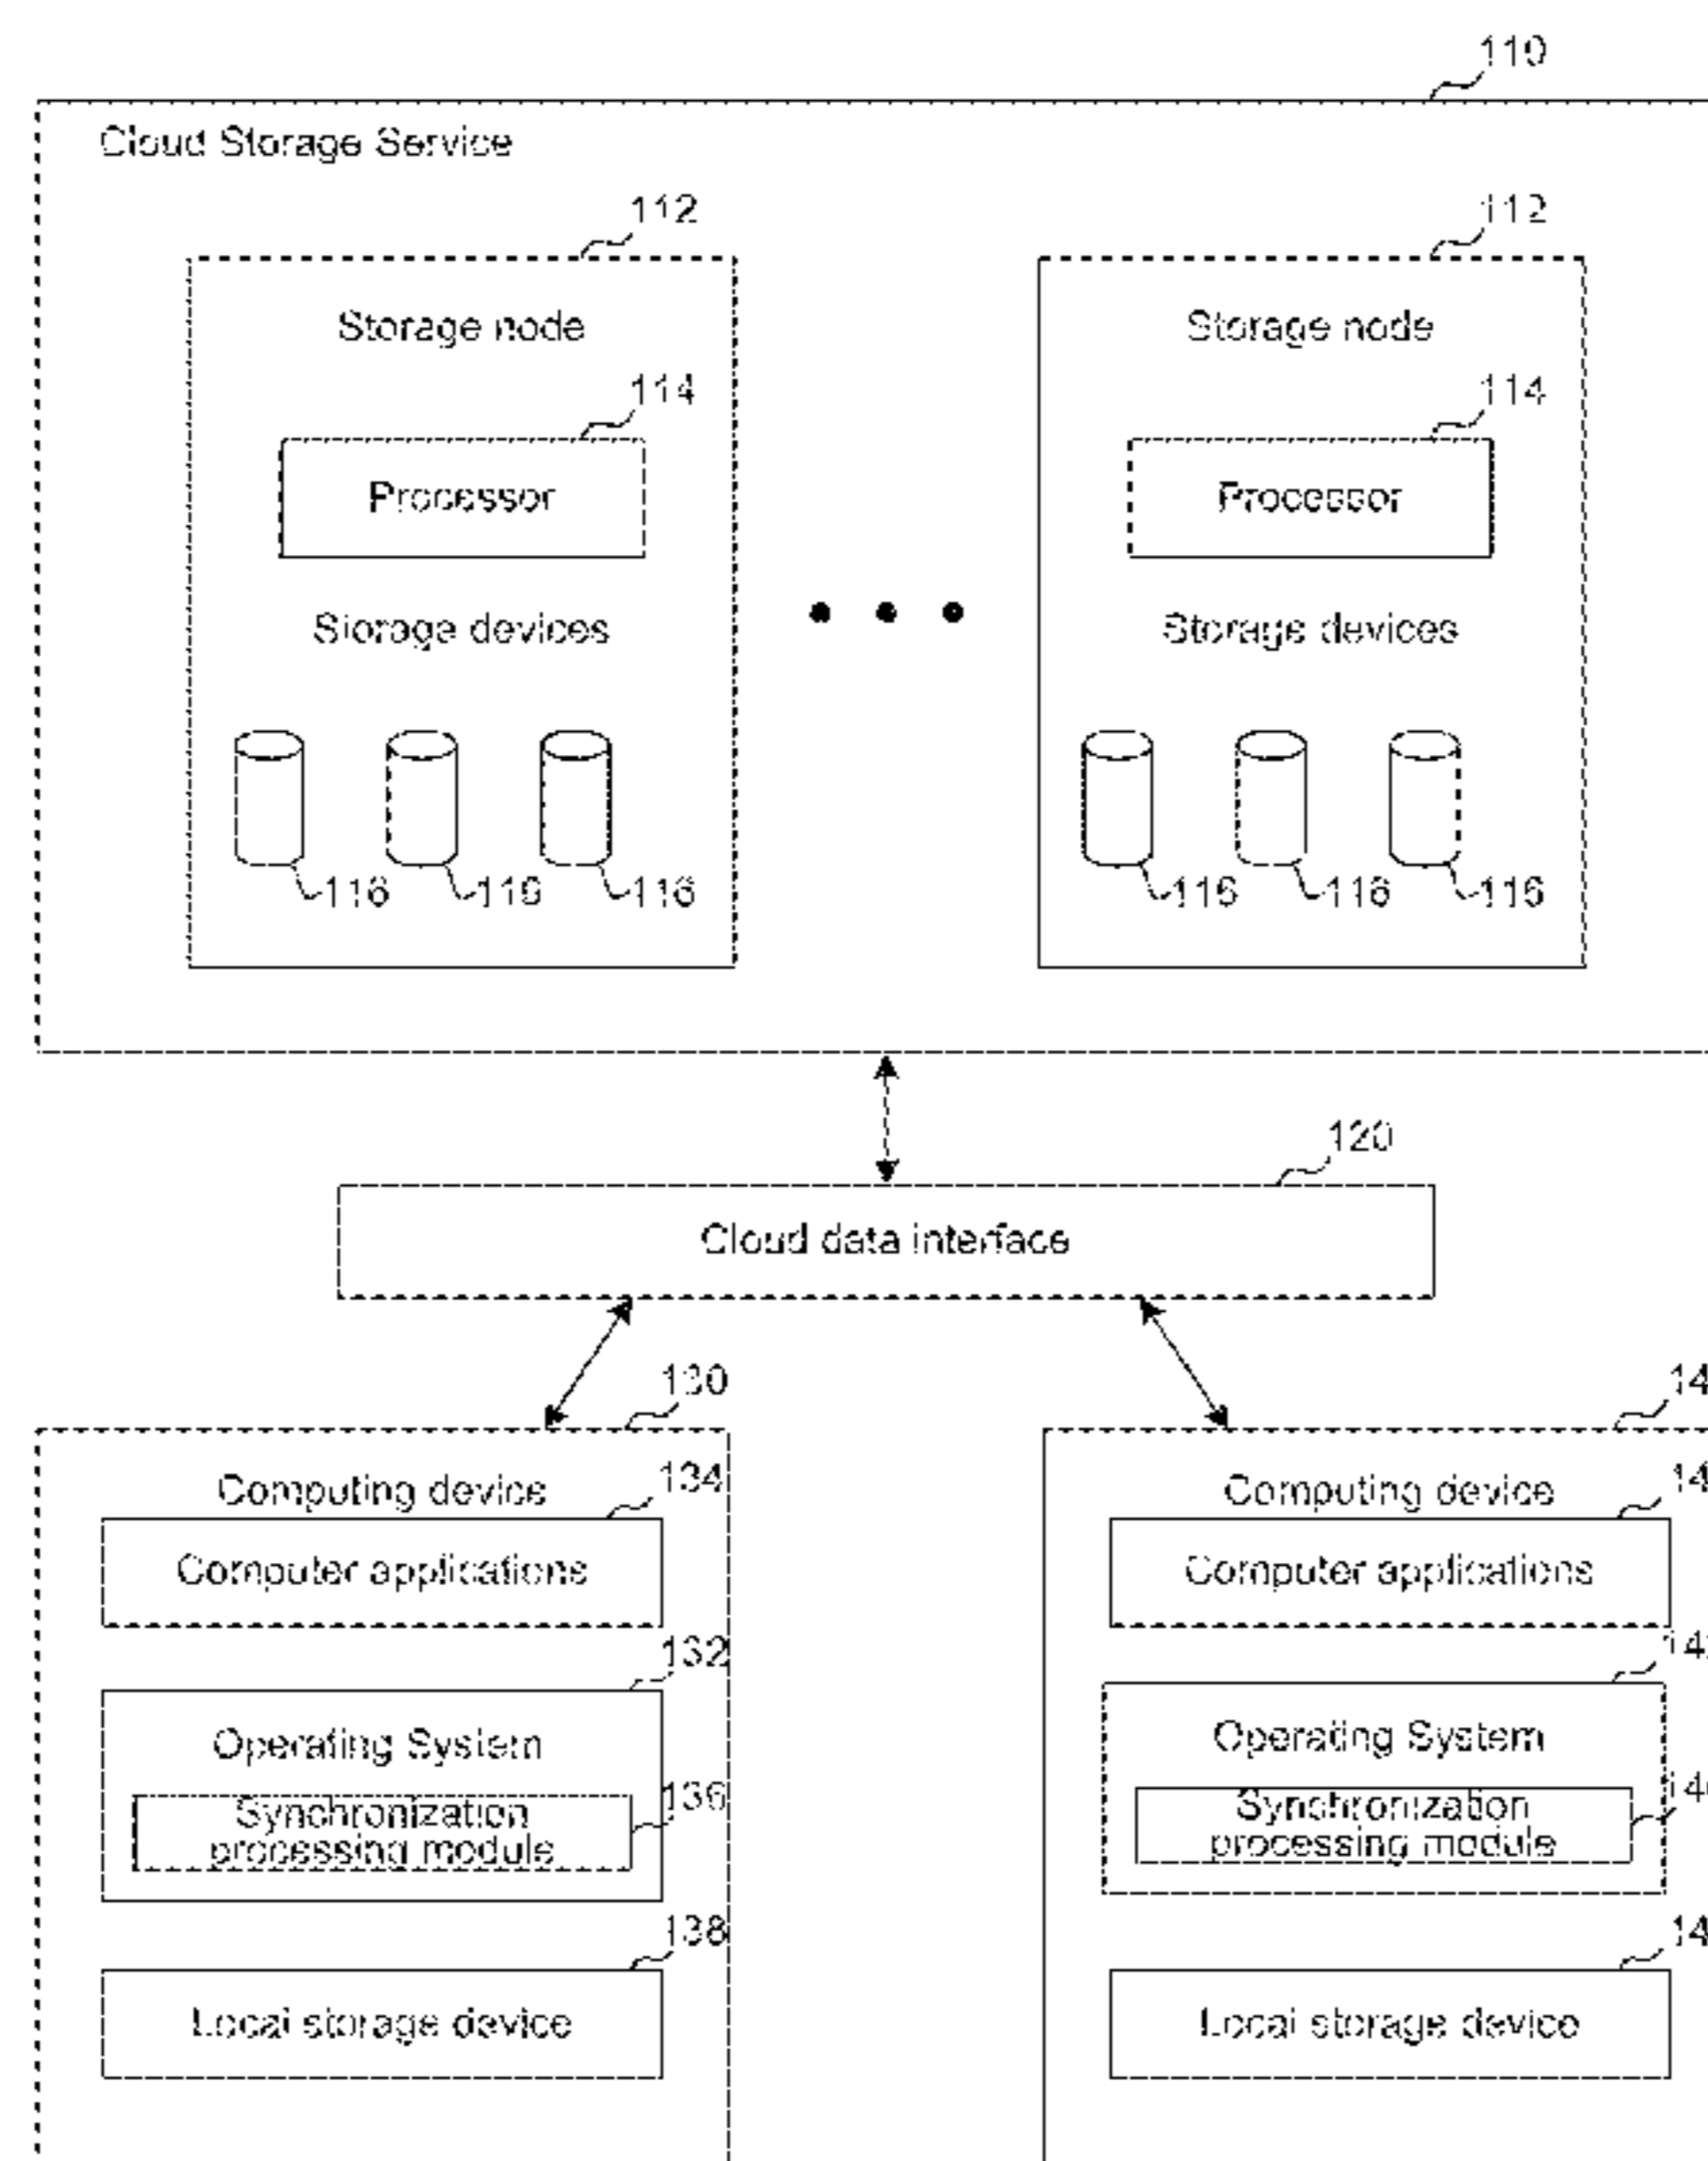 110
Cloud Storage Service
112 112
Storage node Storage node
114 114
Processor Processor
Storage devices Storage devices
116 116 116 116 116 116
120
Cloud data interface
130
Computing device Computing device
134
Computer applications Computer applications
132
Operating System Operating System
136
Synchronization Synchronization
processing module processing module
138
Local storage device Local storage device